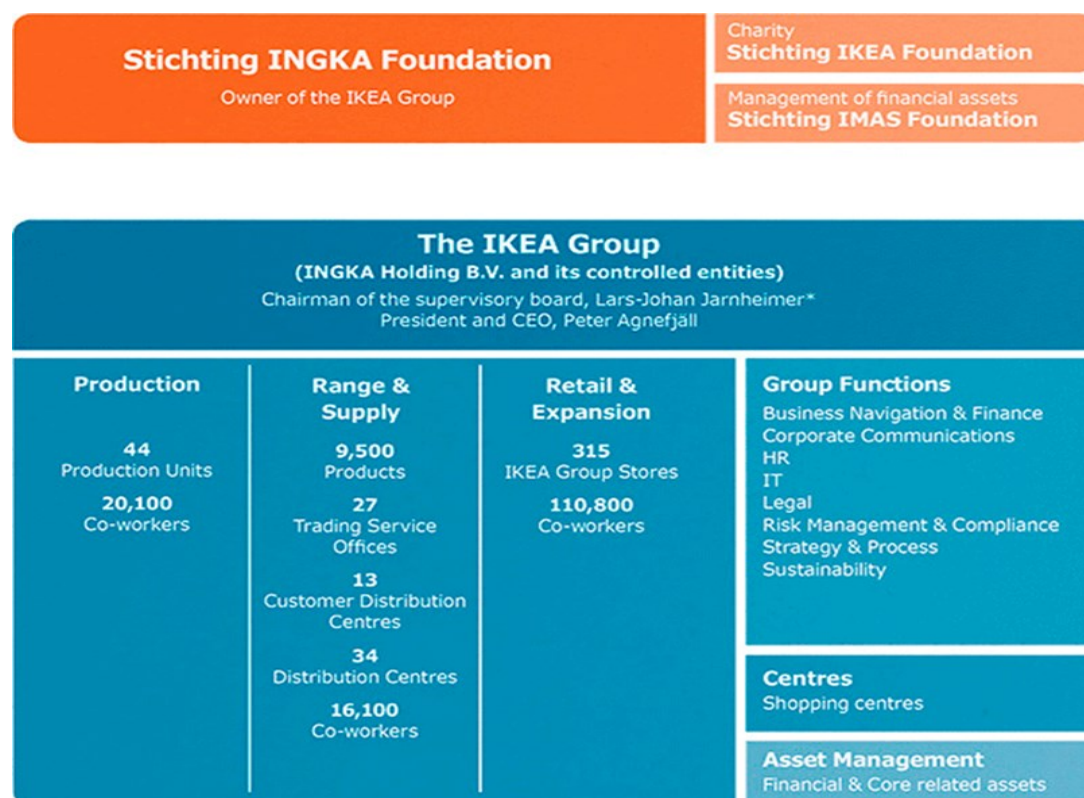 Stichting INGKA Foundation
Owner of the IKEA Group
Charity
Stichting IKEA Foundation
Management of financial assets
Stichting IMAS Foundation
The IKEA Group
(INGKA Holding B.V. and its controlled entities)
Chairman of the supervisory board, Lars-Johan Jarnheimer*
President and CEO, Peter Agnefjäll
Production
44
Production Units
20,100
Co-workers
Range &
Supply
9,500
Products
27
Trading Service
Offices
13
Customer Distribution
Centres
34
Distribution Centres
16,100
Co-workers
Retail &
Expansion
315
IKEA Group Stores
110,800
Co-workers
Group Functions
Business Navigation & Finance
Corporate Communications
HR
IT
Legal
Risk Management & Compliance
Strategy & Process
Sustainability
Centres
Shopping centres
Asset Management
Financial & Core related assets